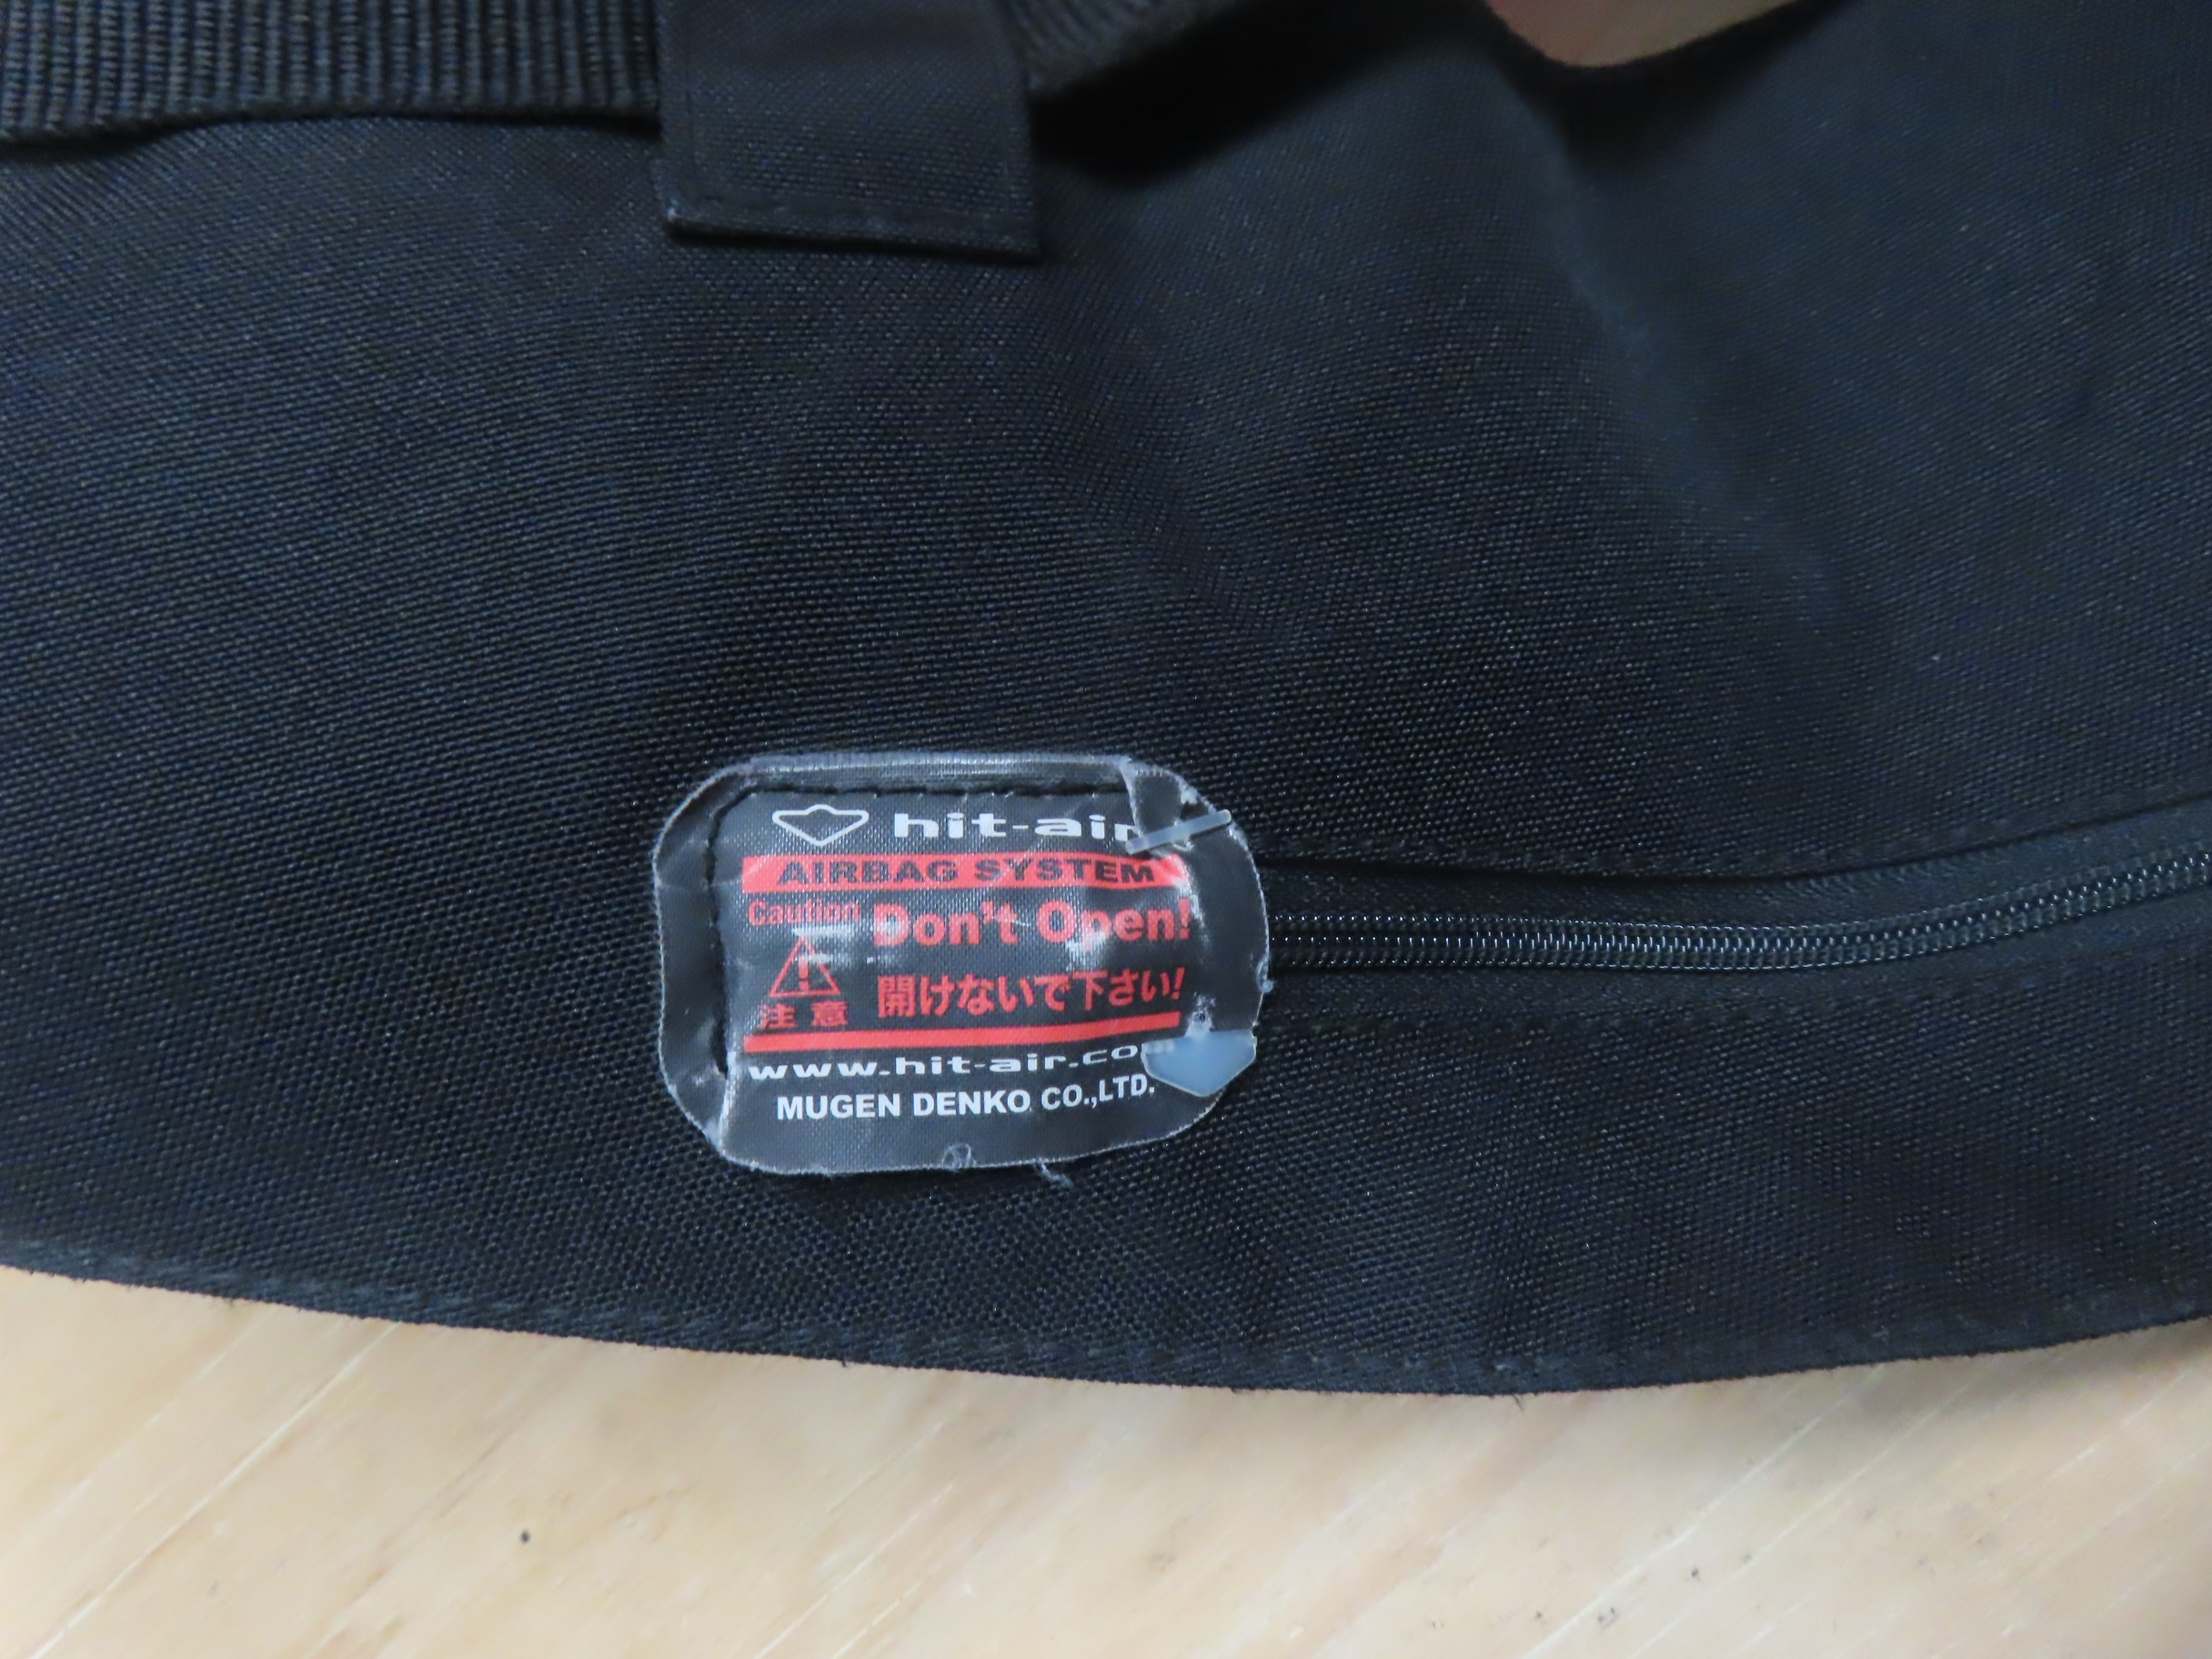 hit-air
AIRBAG SYSTEM
Caution
Don't Open!
注意
開けないで下さい!
www.hit-air.com
MUGEN DENKO CO.,LTD.